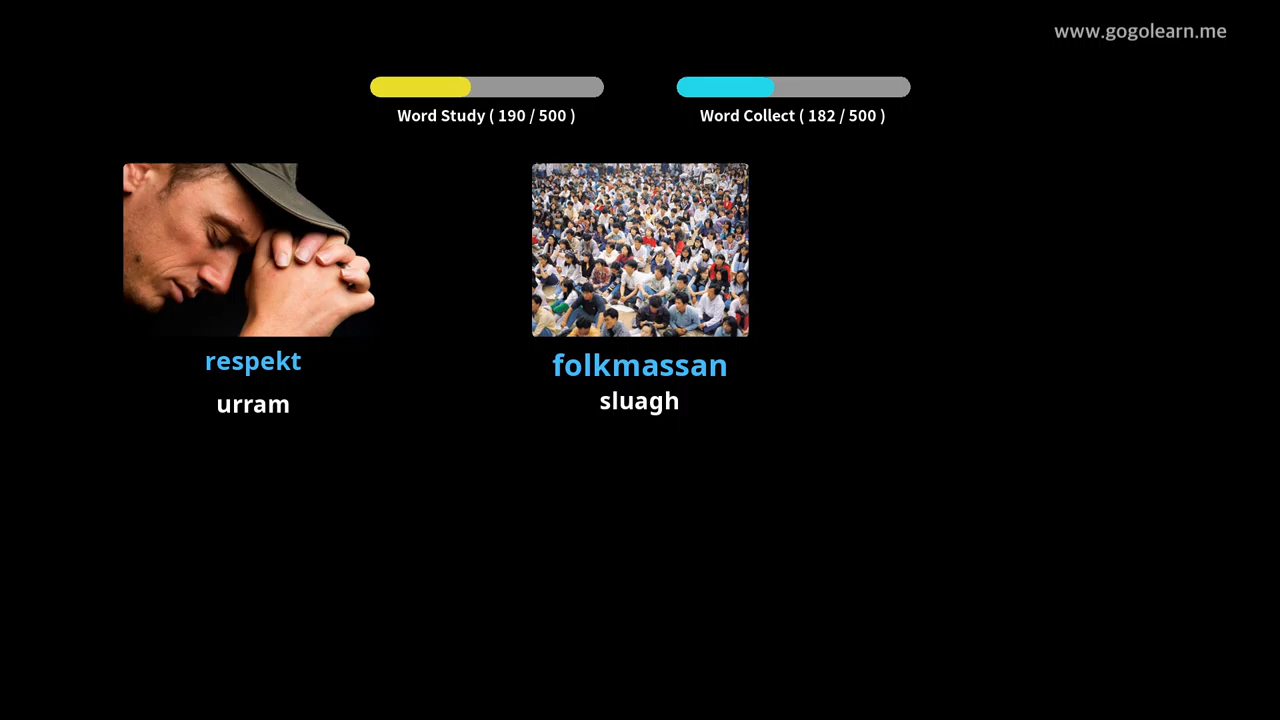 www.gogolearn.me
Word Study ( 190 / 500 )
Word Collect ( 182 / 500 )
respekt
urram
folkmassan
sluagh